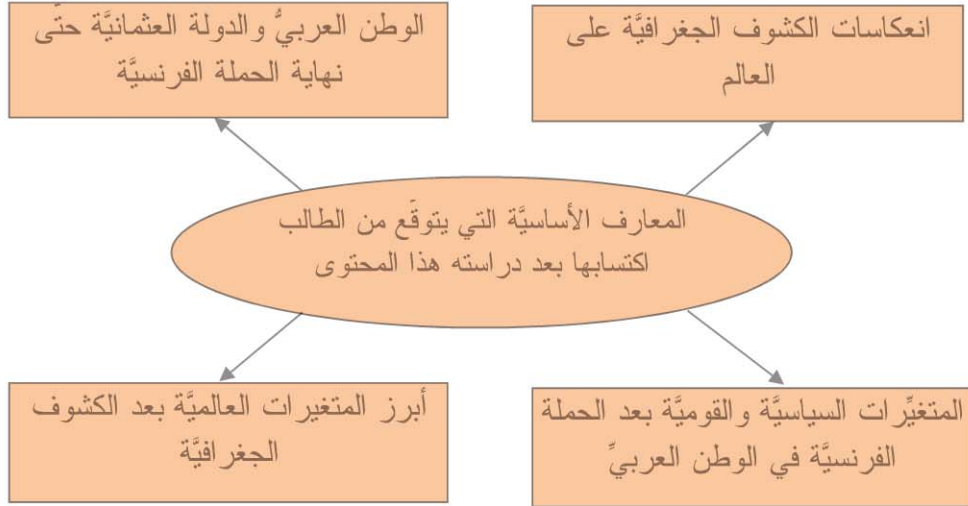 انعكاسات الكشوف الجغرافيَّة على
العالم
الوطن العربيُّ والدولة العثمانيَّة حتَّى
نهاية الحملة الفرنسيَّة
المعارف الأساسيَّة التي يتوقَّع من الطالب
اكتسابها بعد دراسته هذا المحتوى
المتغيِّرات السياسيَّة والقوميَّة بعد الحملة
الفرنسيَّة في الوطن العربيِّ
أبرز المتغيرات العالميَّة بعد الكشوف
الجغرافيَّة